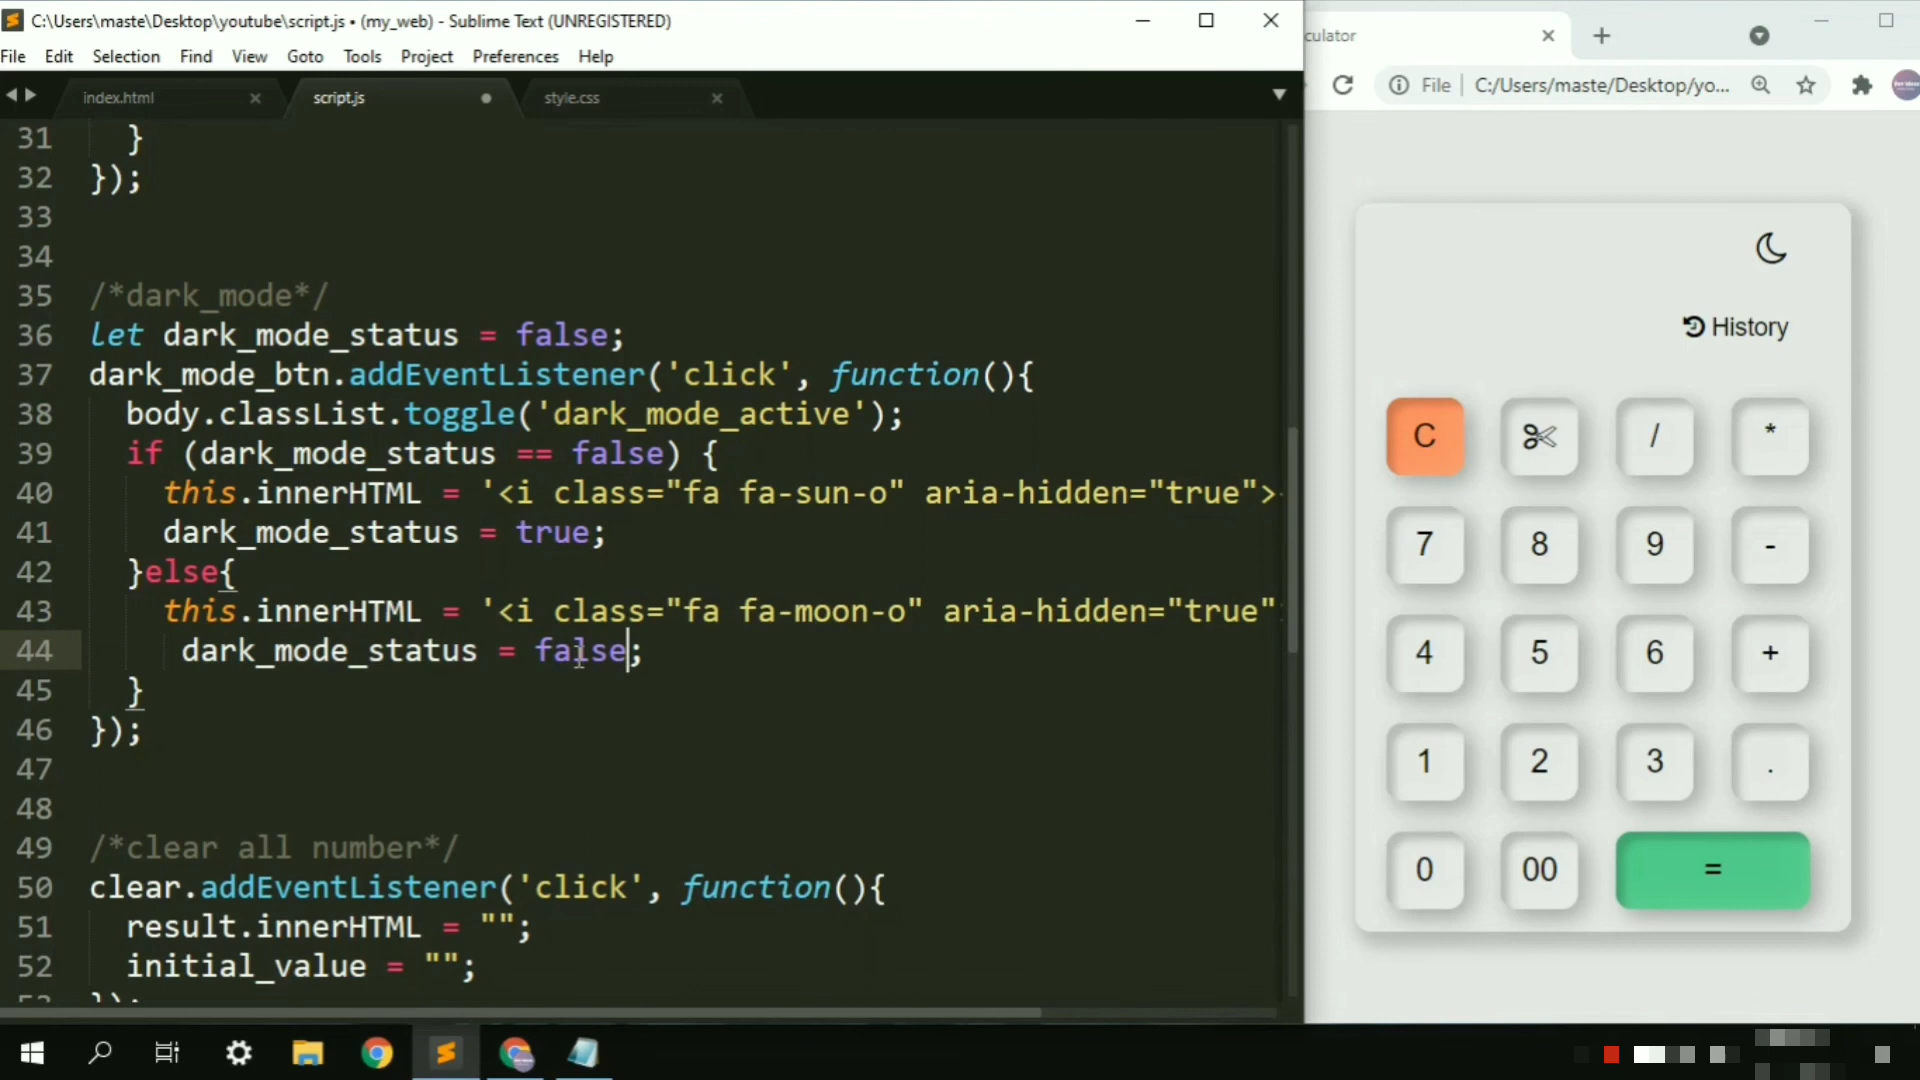 C:\Users\maste\Desktop\youtube\script.js • (my_web) - Sublime Text (UNREGISTERED)
File Edit Selection Find View Goto Tools Project Preferences Help
index.html script.js style.css
31 }
32 });
33
34
35 /*dark_mode*/
36 let dark_mode_status = false;
37 dark_mode_btn.addEventListener('click', function(){
38 body.classList.toggle('dark_mode_active');
39 if (dark_mode_status == false) {
40 this.innerHTML = '<i class="fa fa-sun-o" aria-hidden="true">
41 dark_mode_status = true;
42 }else{
43 this.innerHTML = '<i class="fa fa-moon-o" aria-hidden="true"
44 dark_mode_status = false;
45 }
46 });
47
48
49 /*clear all number*/
50 clear.addEventListener('click', function(){
51 result.innerHTML = "";
52 initial_value = "";
culator
File C:/Users/maste/Desktop/yo...
History
C / *
7 8 9 -
4 5 6 +
1 2 3 .
0 00 =